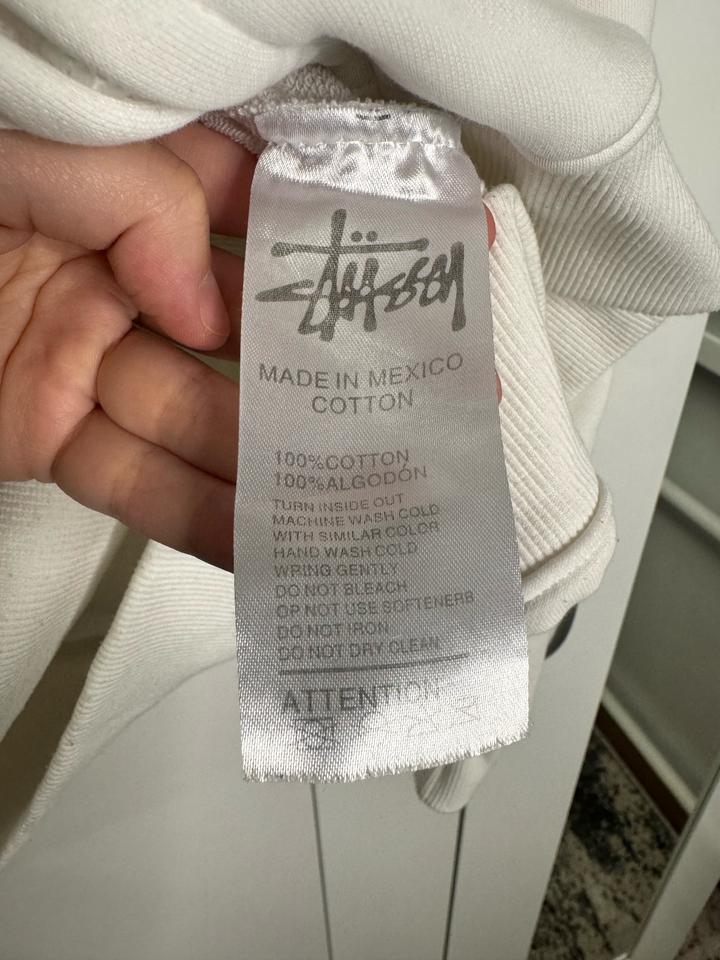 Stüssy
MADE IN MEXICO
COTTON
100%COTTON
100%ALGODÓN
TURN INSIDE OUT
MACHINE WASH COLD
WITH SIMILAR COLOR
HAND WASH COLD
WRING GENTLY
DO NOT BLEACH
OP NOT USE SOFTENERB
DO NOT IRON
DO NOT DRY CLEAN
ATTENTION